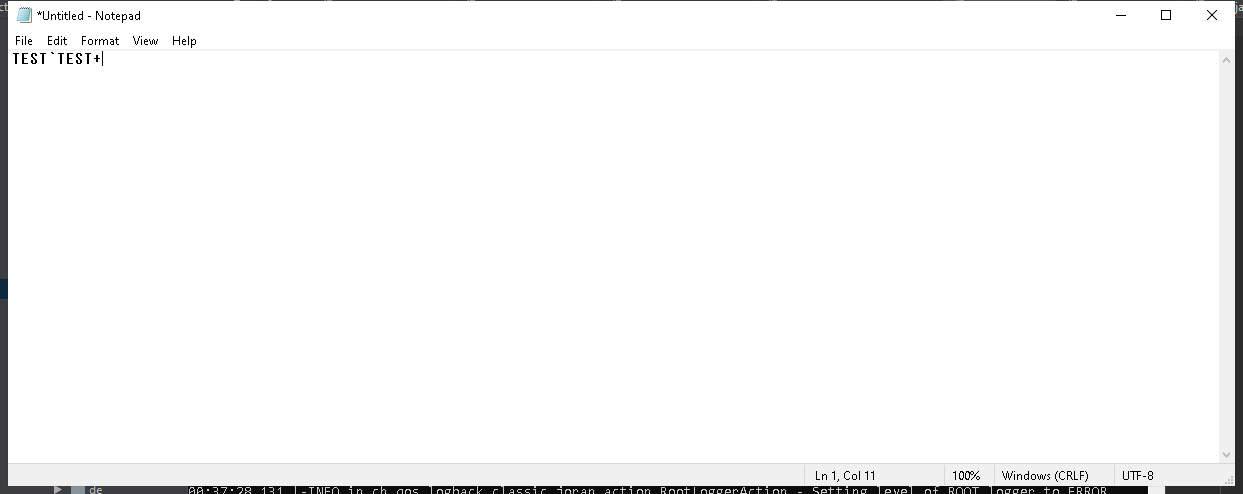 *Untitled - Notepad
File Edit Format View Help
TEST`TEST+
Ln 1, Col 11 100% Windows (CRLF) UTF-8
de 00:37:28,131 |-INFO in ch.qos.logback.classic.joran.action.RootLoggerAction - Setting level of ROOT logger to ERROR